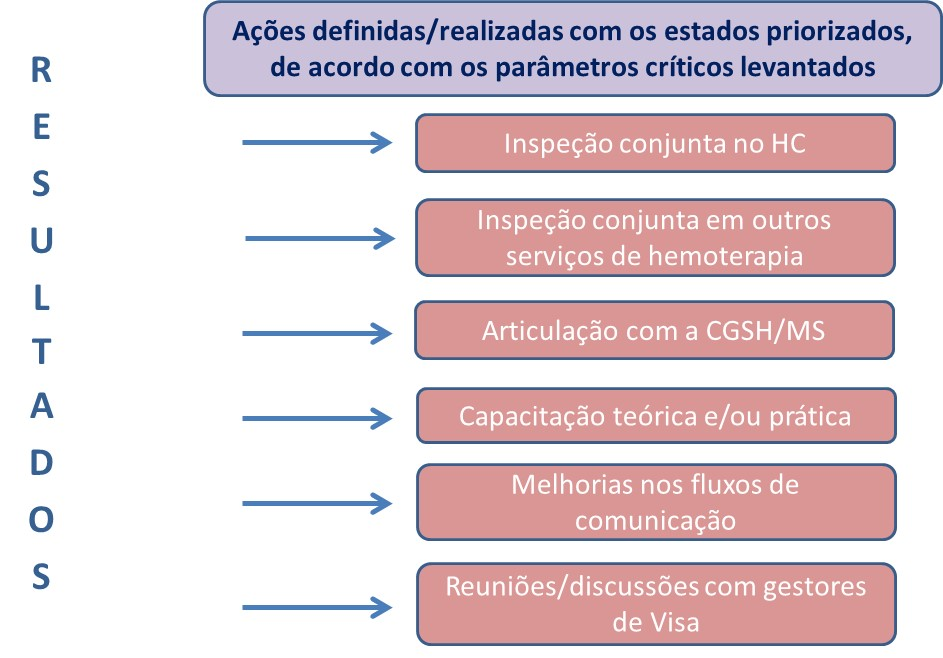 RESULTADOS
Ações definidas/realizadas com os estados priorizados,
de acordo com os parâmetros críticos levantados
Inspeção conjunta no HC
Inspeção conjunta em outros
serviços de hemoterapia
Articulação com a CGSH/MS
Capacitação teórica e/ou prática
Melhorias nos fluxos de
comunicação
Reuniões/discussões com gestores
de Visa